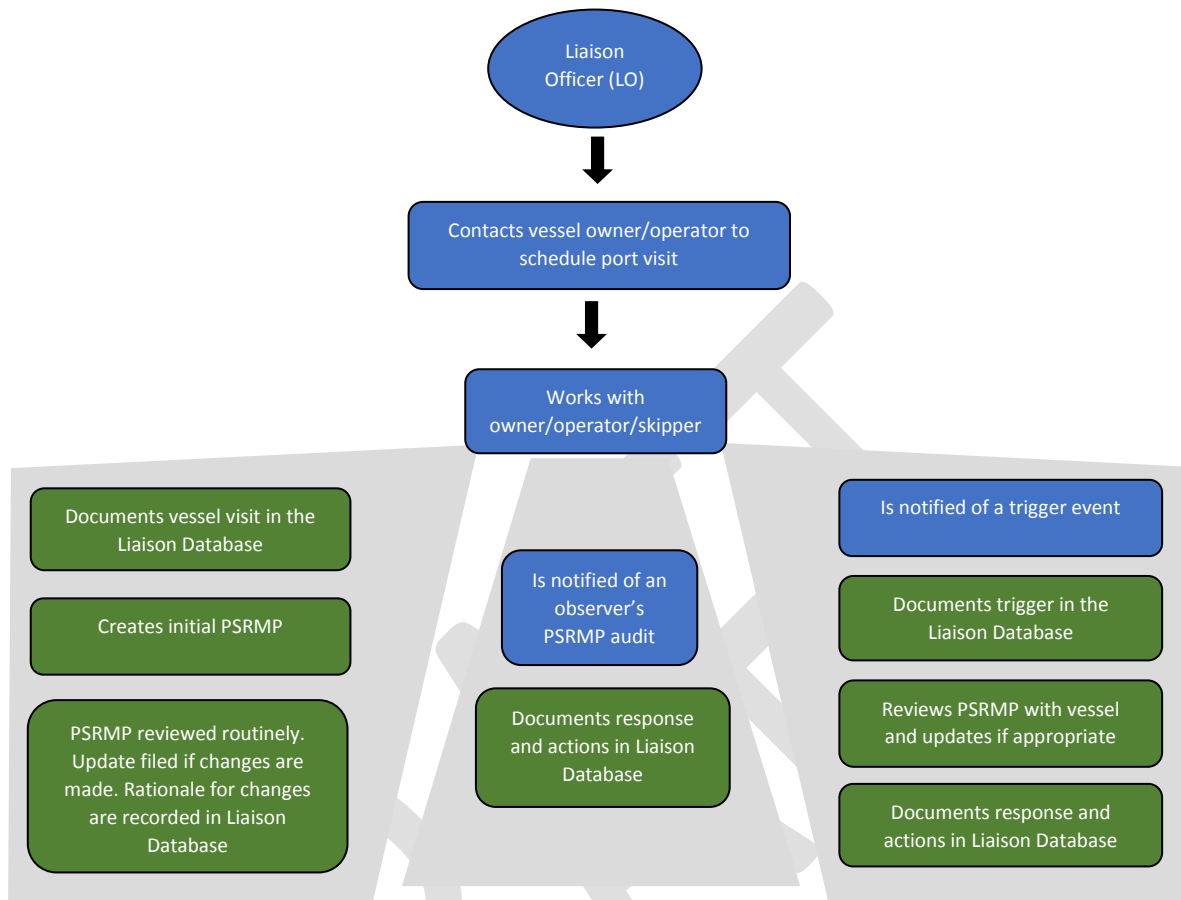 Liaison
Officer (LO)
Contacts vessel owner/operator to
schedule port visit
Works with
owner/operator/skipper
Documents vessel visit in the
Liaison Database
Creates initial PSRMP
PSRMP reviewed routinely.
Update filed if changes are
made. Rationale for changes
are recorded in Liaison
Database
Is notified of an
observer’s
PSRMP audit
Documents response
and actions in Liaison
Database
Is notified of a trigger event
Documents trigger in the
Liaison Database
Reviews PSRMP with vessel
and updates if appropriate
Documents response and
actions in Liaison Database